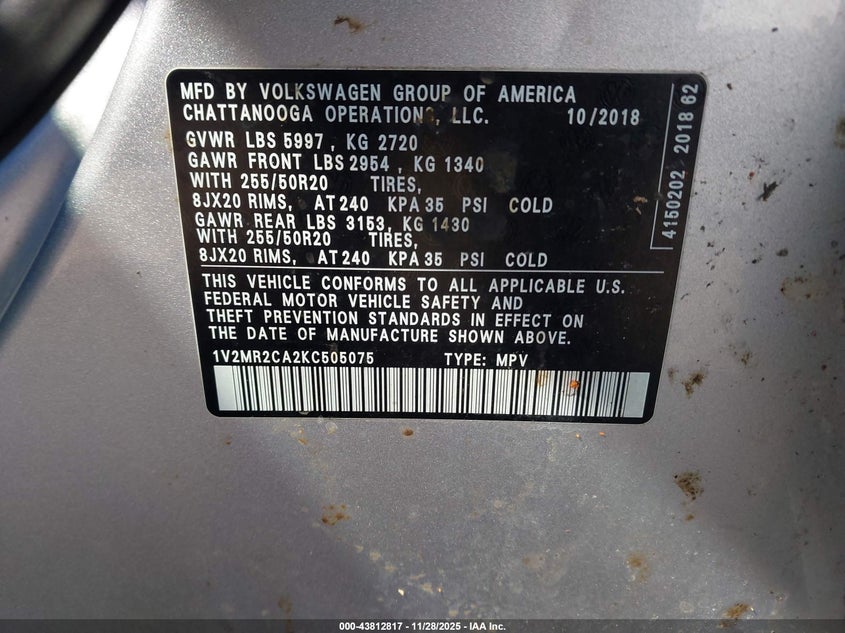 MFD BY VOLKSWAGEN GROUP OF AMERICA
CHATTANOOGA OPERATIONS, LLC. 10/2018
GVWR LBS 5997 , KG 2720
GAWR FRONT LBS 2954 , KG 1340
WITH 255/50R20 TIRES,
8JX20 RIMS, AT 240 KPA 35 PSI COLD
GAWR REAR LBS 3153, KG 1430
WITH 255/50R20 TIRES,
8JX20 RIMS, AT 240 KPA 35 PSI COLD
THIS VEHICLE CONFORMS TO ALL APPLICABLE U.S.
FEDERAL MOTOR VEHICLE SAFETY AND
THEFT PREVENTION STANDARDS IN EFFECT ON
THE DATE OF MANUFACTURE SHOWN ABOVE.
1V2MR2CA2KC505075 TYPE: MPV
4150202 2018 62
000-43812817 | 11/28/2025 | IAA Inc.